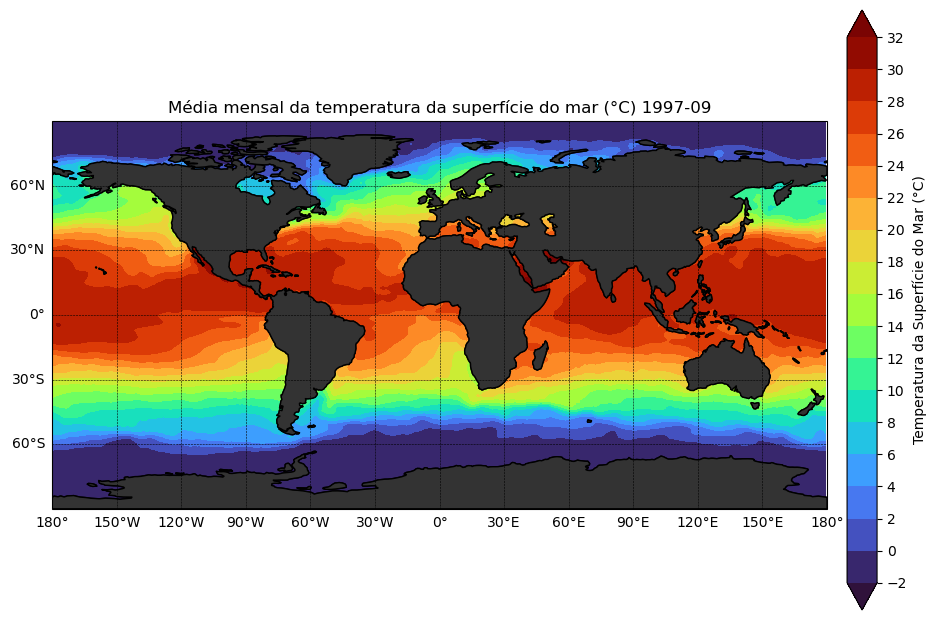 Média mensal da temperatura da superfície do mar (°C) 1997-09
60°N
30°N
0°
30°S
60°S
180° 150°W 120°W 90°W 60°W 30°W 0° 30°E 60°E 90°E 120°E 150°E 180°
32
30
28
26
24
22
20
18
16
14
12
10
8
6
4
2
0
−2
Temperatura da Superfície do Mar (°C)